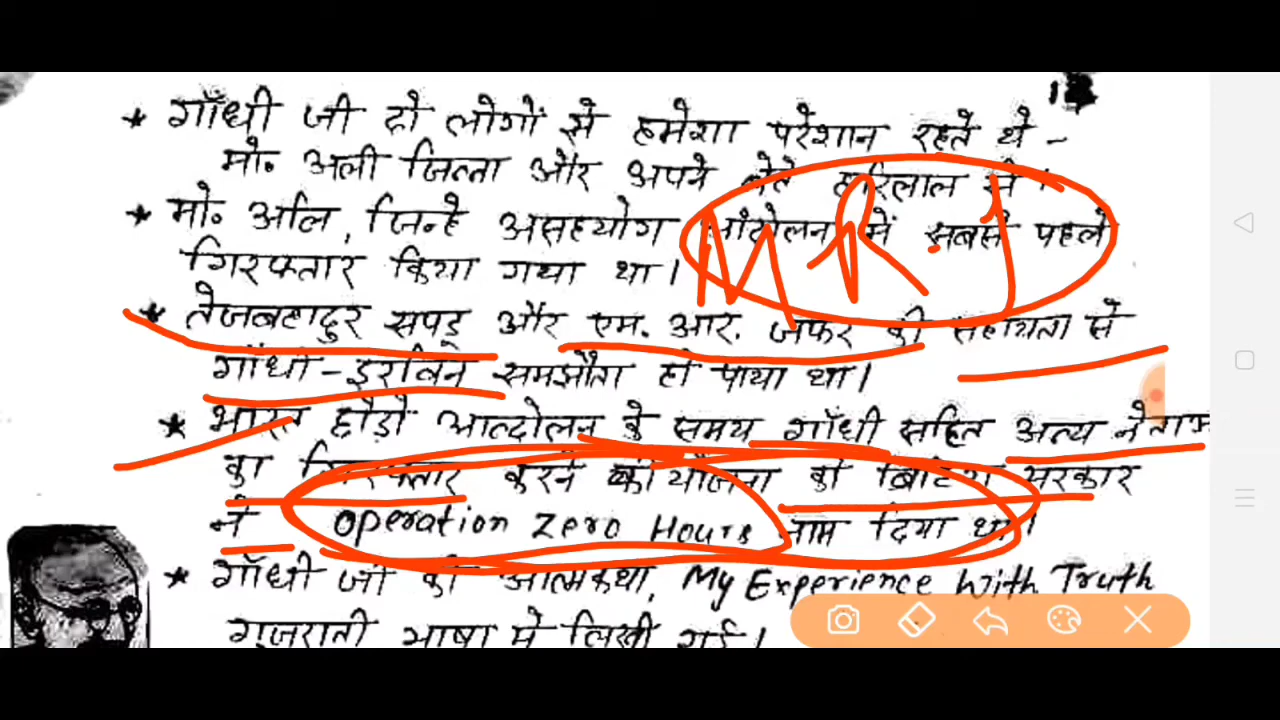 * गाँधी जी दो लोगों से हमेशा परेशान रहते थे -
मो. अली जिन्ना और अपने बेटे हरिलाल से।
* मो. अलि, जिन्हे असहयोग आंदोलन में सबसे पहले
गिरफ्तार किया गया था।
M R J
* तेजबहादुर सपड़ू और एम. आर. जफर की सहायता से
गाँधी - इरविन समझौता हो पाया था।
* भारत छोड़ो आन्दोलन के समय गाँधी सहित अन्य
का गिरफ्तार करने की योजना को ब्रिटिश सरकार
ने Operation Zero Hours नाम दिया था।
* गाँधी जी की आत्मकथा, My Experience With Truth
गुजराती भाषा में लिखी गई।